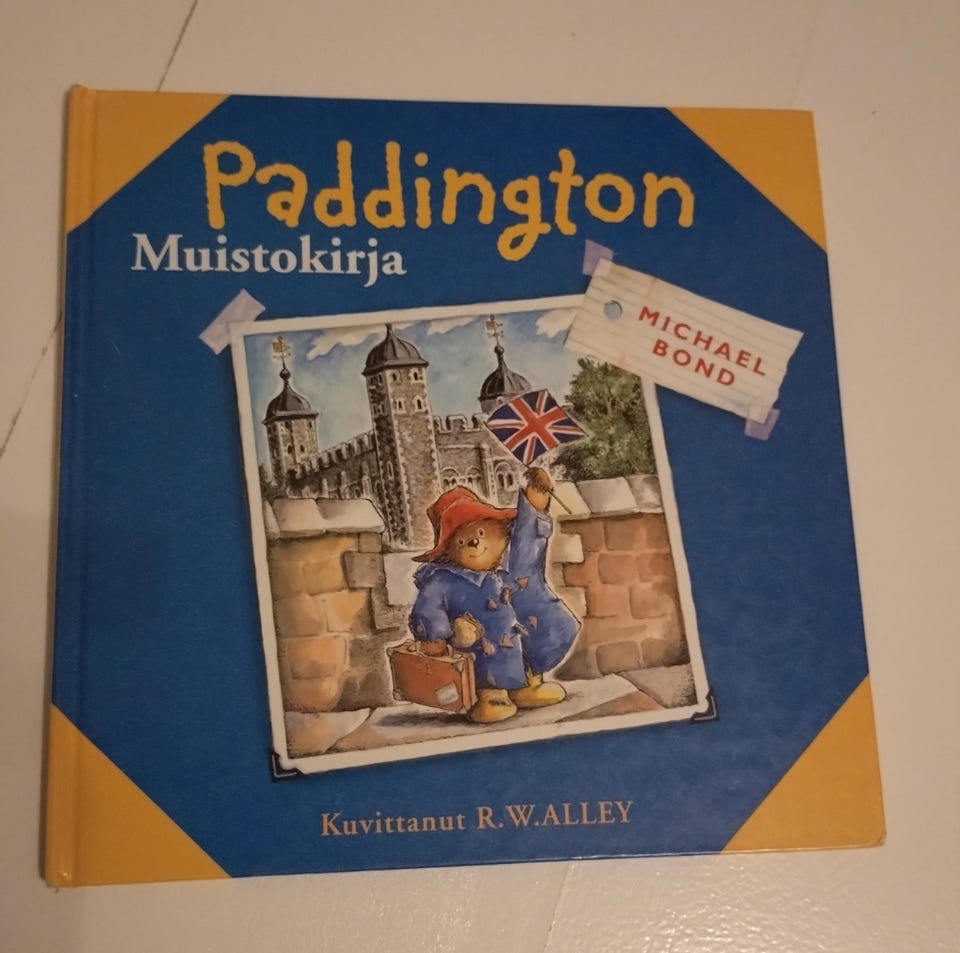 Paddington
Muistokirja
MICHAEL
BOND
Kuvittanut R.W.ALLEY